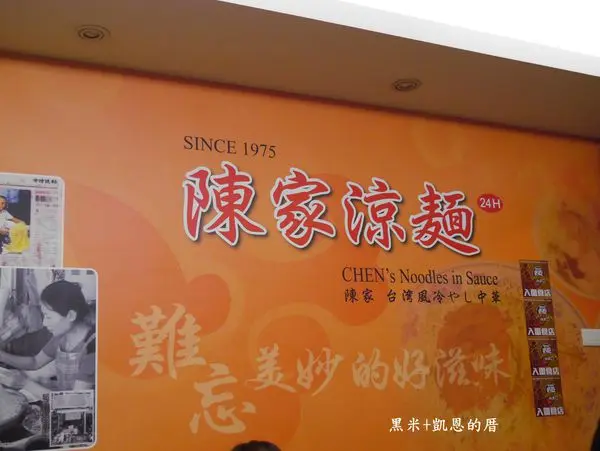 SINCE 1975
陳家涼麵
24H
CHEN's Noodles in Sauce
陳家 台湾風冷やし中華
難忘美妙的好滋味
黑米+凱恩的厝